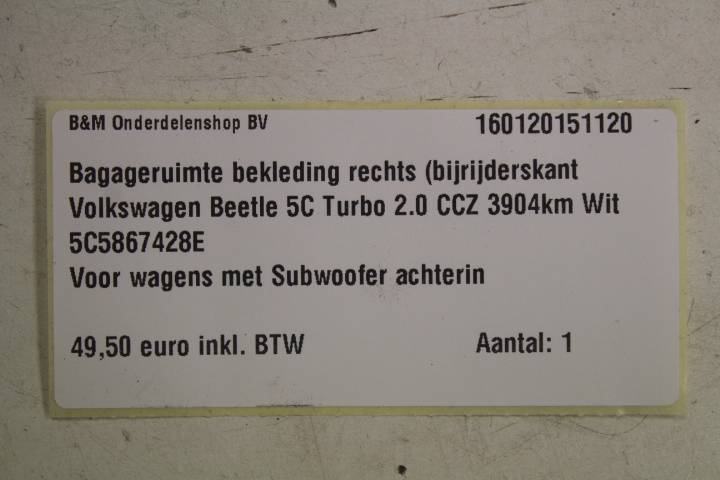 B&M Onderdelenshop BV 160120151120
Bagageruimte bekleding rechts (bijrijderskant
Volkswagen Beetle 5C Turbo 2.0 CCZ 3904km Wit
5C5867428E
Voor wagens met Subwoofer achterin
49,50 euro inkl. BTW Aantal: 1